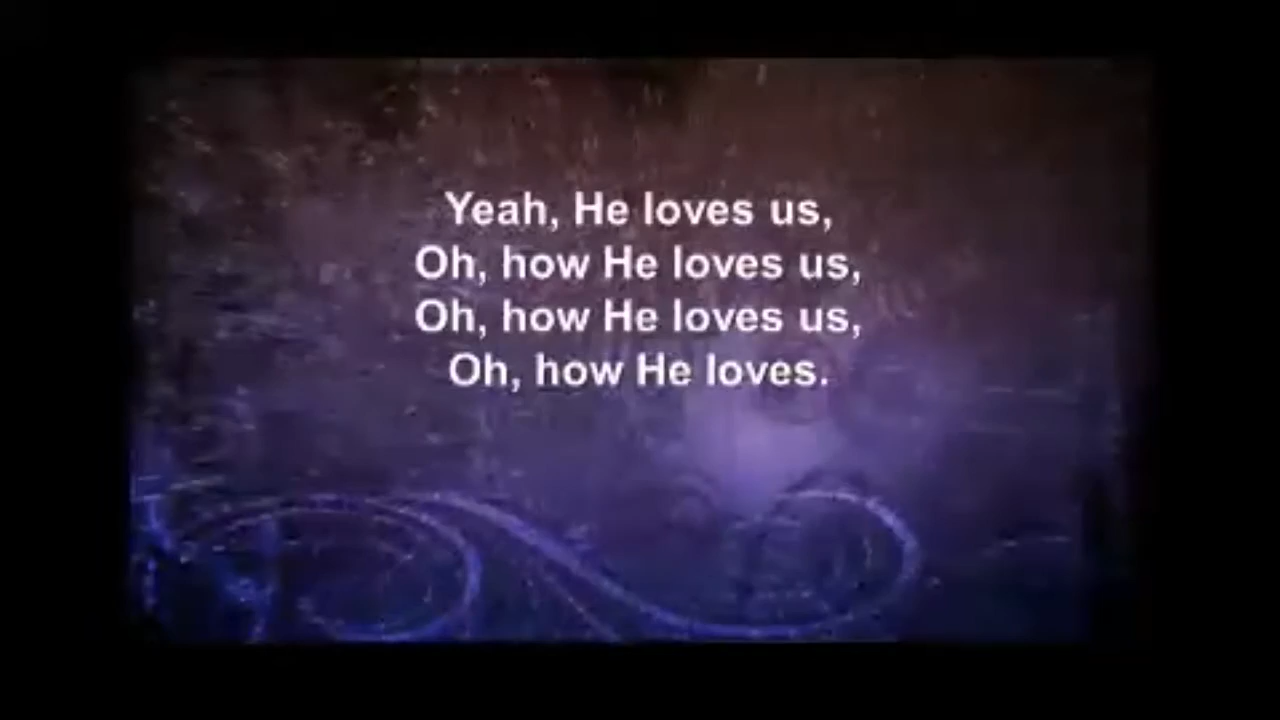 Yeah, He loves us,
Oh, how He loves us,
Oh, how He loves us,
Oh, how He loves.